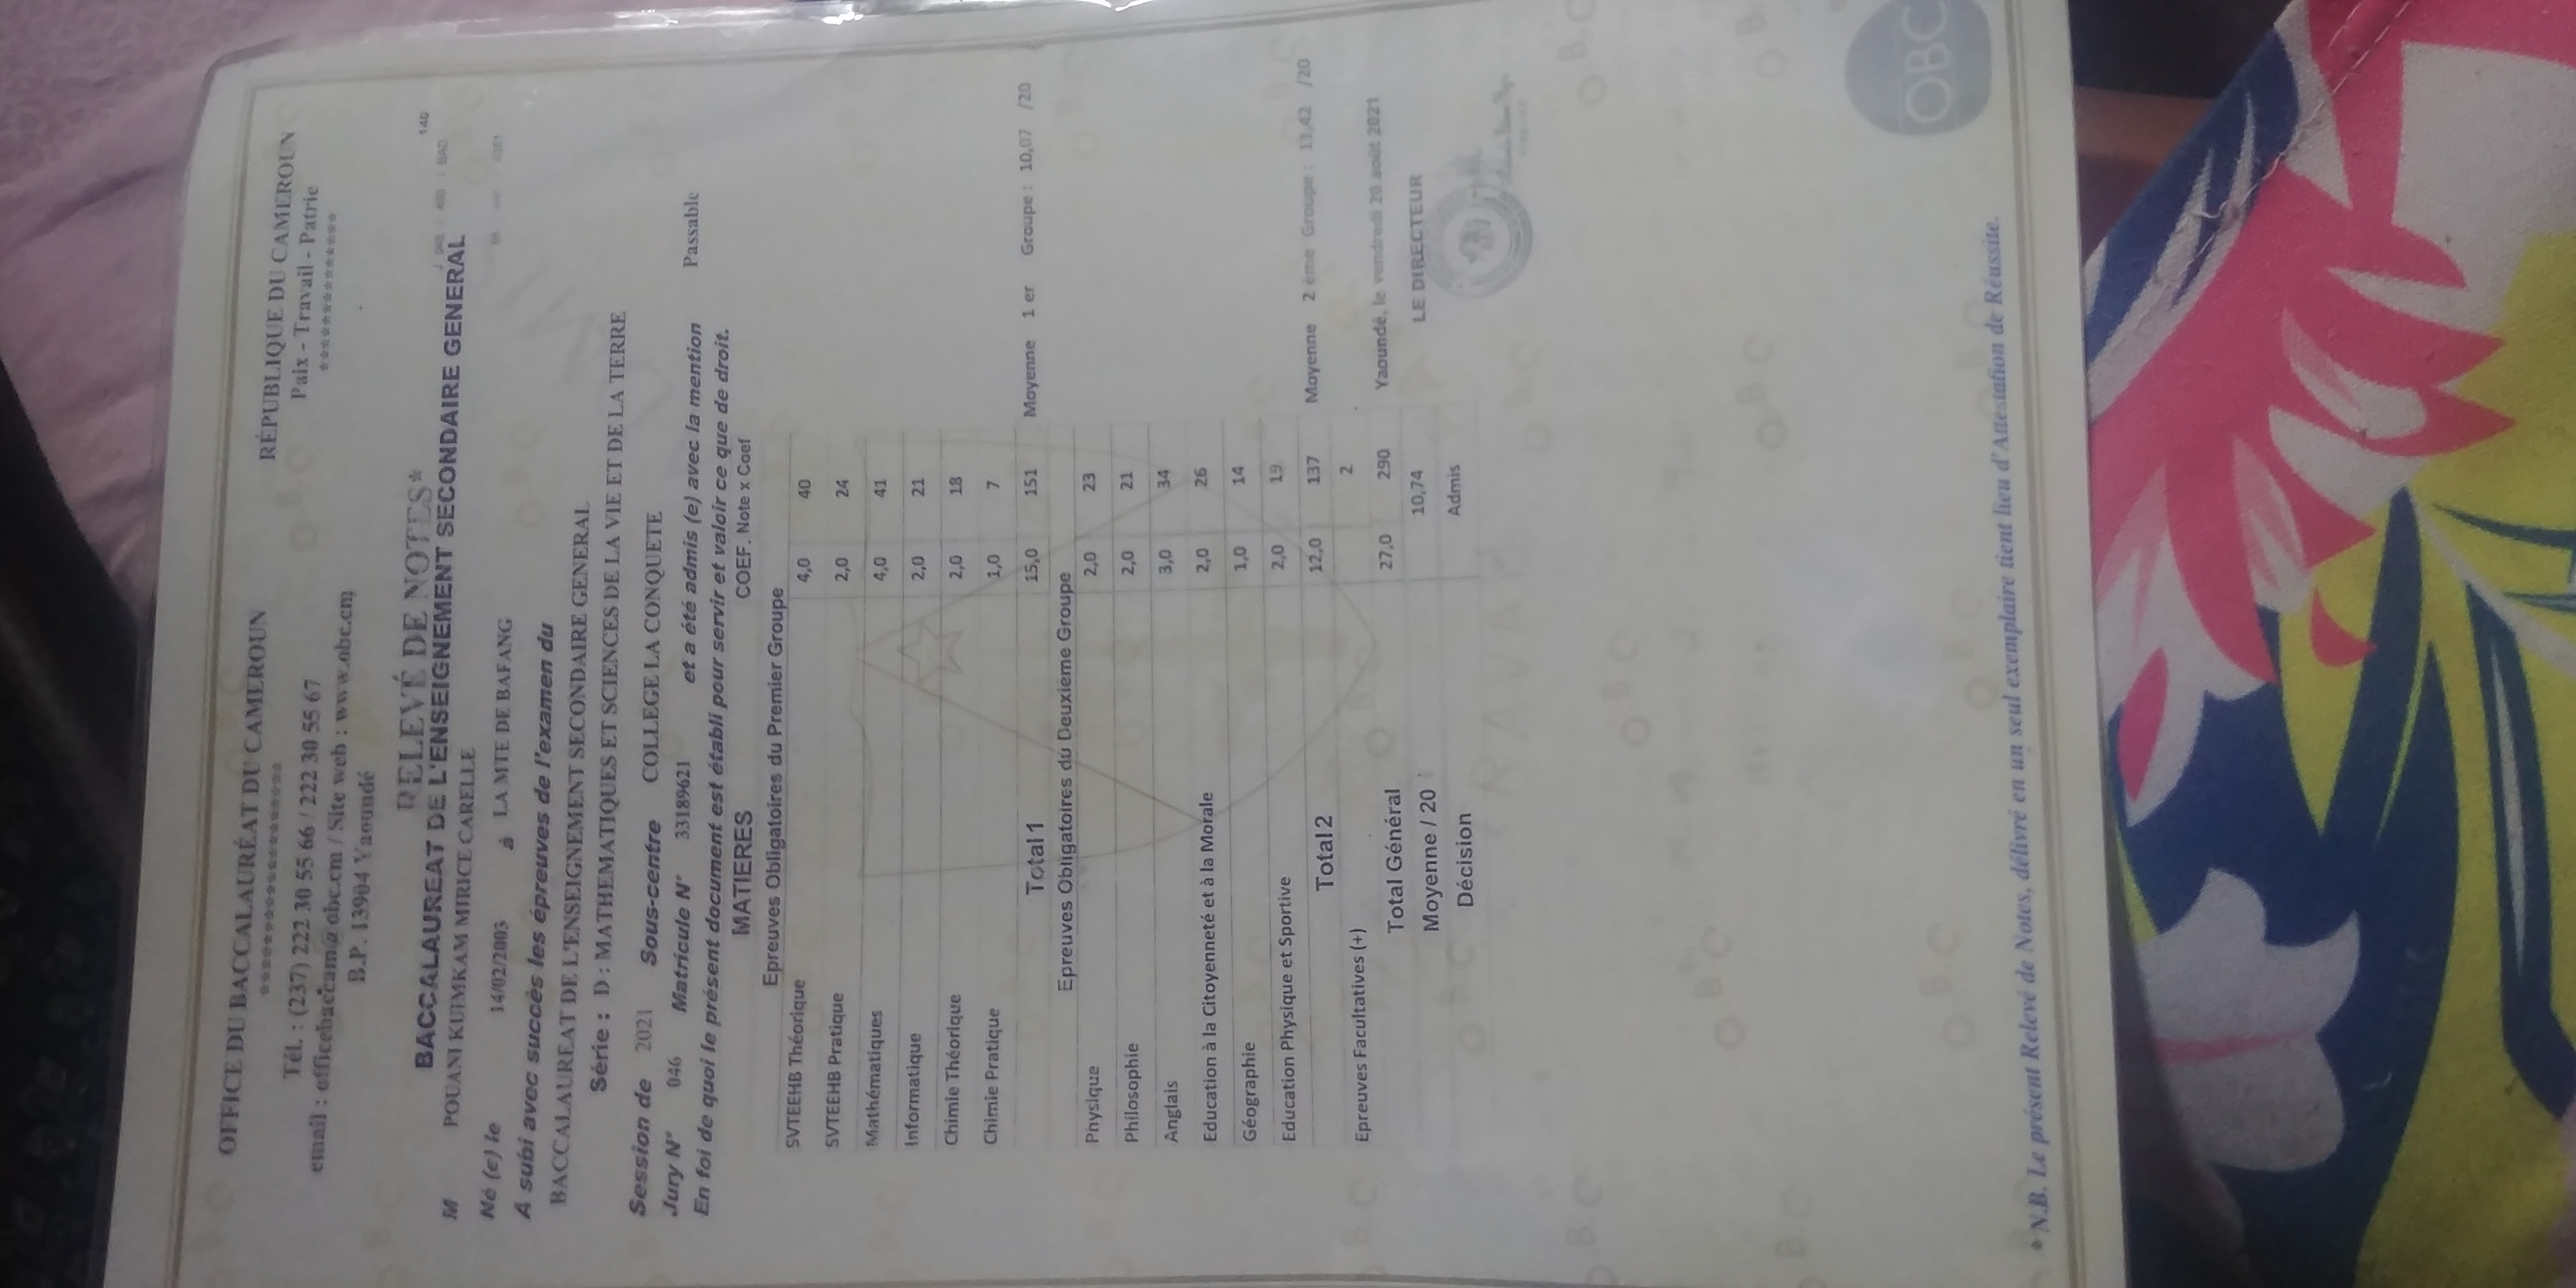 OFFICE DU BACCALAURÉAT DU CAMEROUN
*******************
Tél. : (237) 222 30 55 66 / 222 30 55 67
email : officebaccam@obc.cm / Site web : www.obc.cm
B.P. 13904 Yaoundé
RÉPUBLIQUE DU CAMEROUN
Paix - Travail - Patrie
**************
RELEVÉ DE NOTES*
140
BACCALAUREAT DE L'ENSEIGNEMENT SECONDAIRE GENERAL
M POUANI KUIMKAM MIRICE CARELLE
Né (e) le 14/02/2003 à LA MTE DE BAFANG
A subi avec succès les épreuves de l'examen du
BACCALAUREAT DE L'ENSEIGNEMENT SECONDAIRE GENERAL
Série : D : MATHEMATIQUES ET SCIENCES DE LA VIE ET DE LA TERRE
Session de 2021 Sous-centre COLLEGE LA CONQUETE
Jury N° 046 Matricule N° 33189621 et a été admis (e) avec la mention Passable
En foi de quoi le présent document est établi pour servir et valoir ce que de droit.
MATIERES COEF. Note x Coef
Epreuves Obligatoires du Premier Groupe
SVTEEHB Théorique 4,0 40
SVTEEHB Pratique 2,0 24
Mathématiques 4,0 41
Informatique 2,0 21
Chimie Théorique 2,0 18
Chimie Pratique 1,0 7
Total 1 15,0 151 Moyenne 1 er Groupe : 10,07 /20
Epreuves Obligatoires du Deuxième Groupe
Physique 2,0 23
Philosophie 2,0 21
Anglais 3,0 34
Education à la Citoyenneté et à la Morale 2,0 26
Géographie 1,0 14
Education Physique et Sportive 2,0 19
Total 2 12,0 137 Moyenne 2 ème Groupe : 11,42 /20
Epreuves Facultatives (+) 2
Total Général 27,0 290 Yaoundé, le vendredi 20 août 2021
Moyenne / 20 10,74 LE DIRECTEUR
Décision Admis
TRAVAIL
OBC
* N.B. Le présent Relevé de Notes, délivré en un seul exemplaire tient lieu d'Attestation de Réussite.